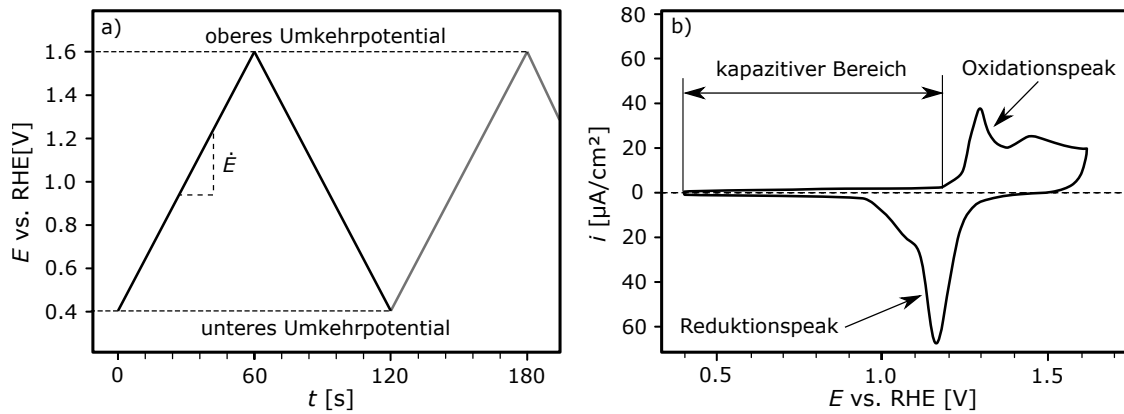 a)
oberes Umkehrpotential
1.6
1.4
1.2
1.0
0.8
0.6
0.4
E vs. RHE[V]
Ė
unteres Umkehrpotential
0
60
120
180
t [s]
b)
80
60
40
20
0
20
40
60
i [µA/cm²]
kapazitiver Bereich
Oxidationspeak
Reduktionspeak
0.5
1.0
1.5
E vs. RHE [V]